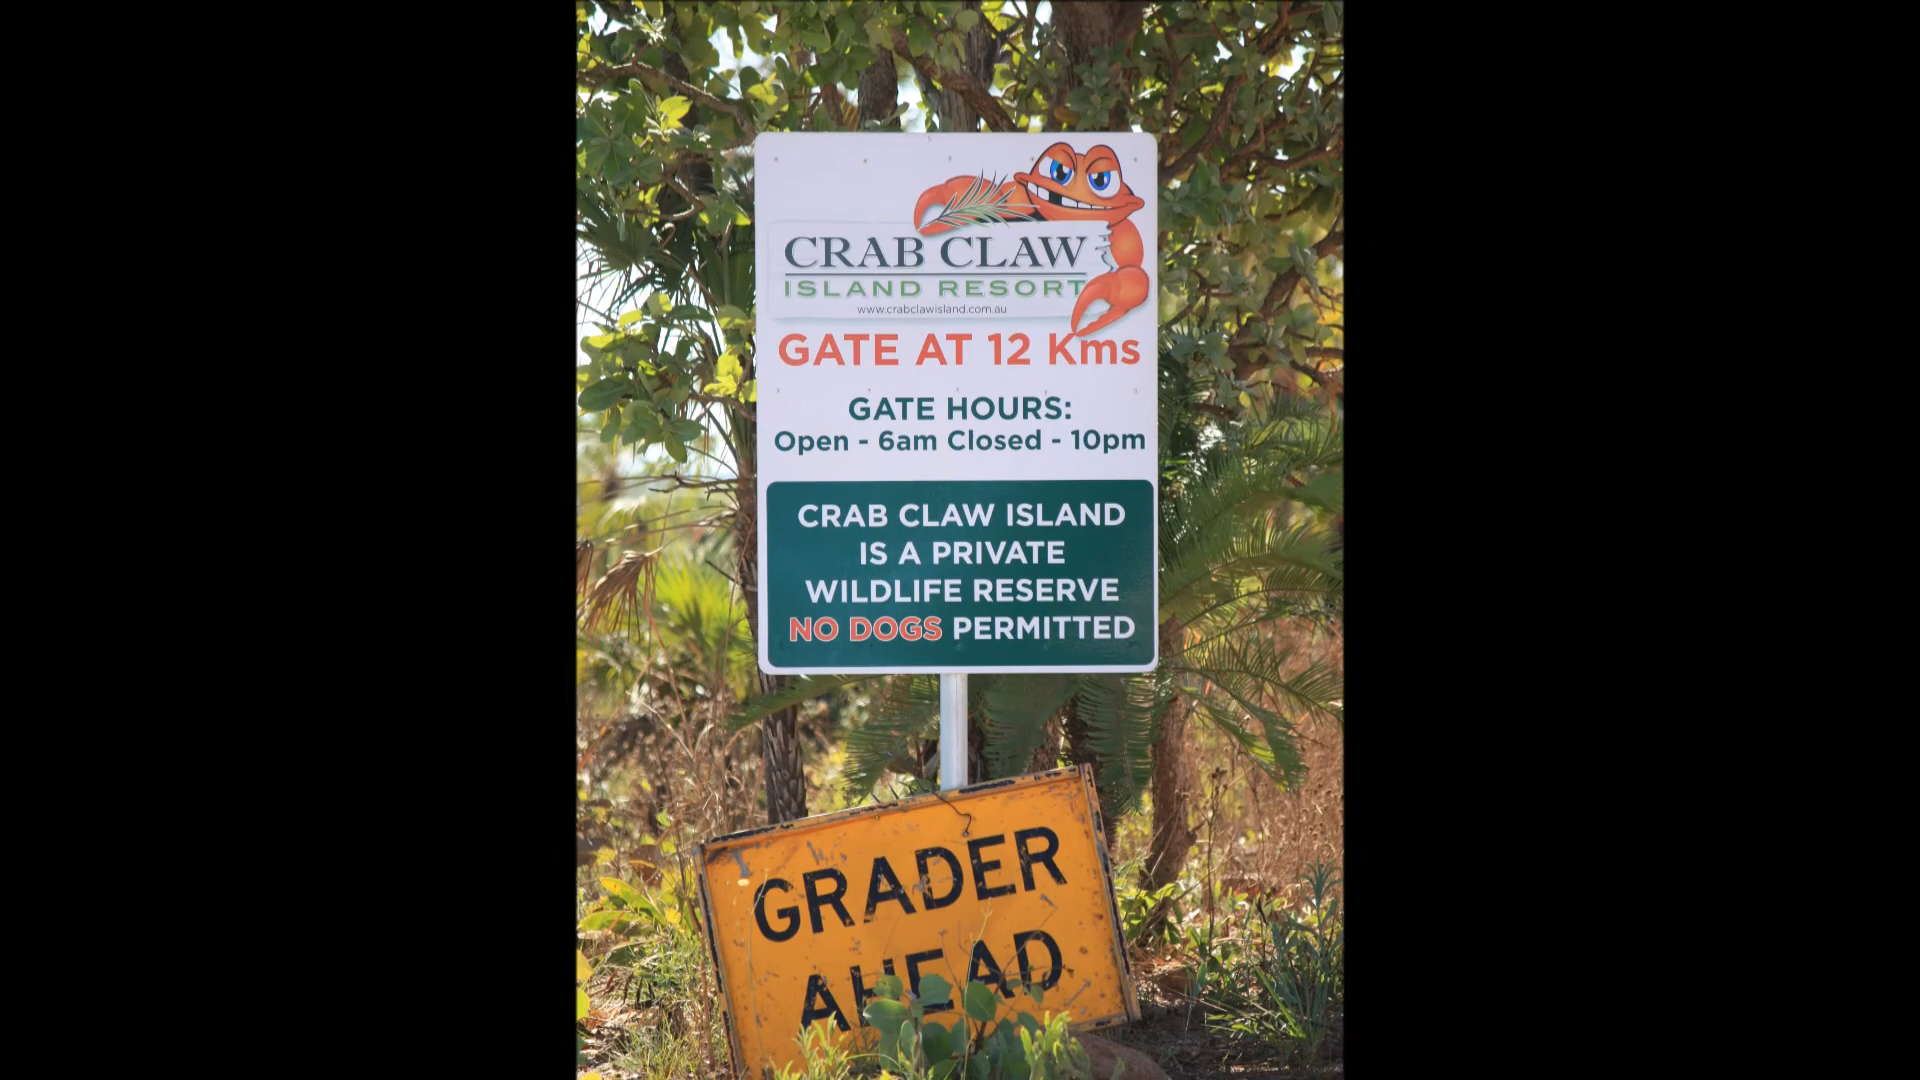 CRAB CLAW
ISLAND RESORT
www.crabclawisland.com.au
GATE AT 12 Kms
GATE HOURS:
Open - 6am Closed - 10pm
CRAB CLAW ISLAND
IS A PRIVATE
WILDLIFE RESERVE
NO DOGS PERMITTED
GRADER
AHEAD